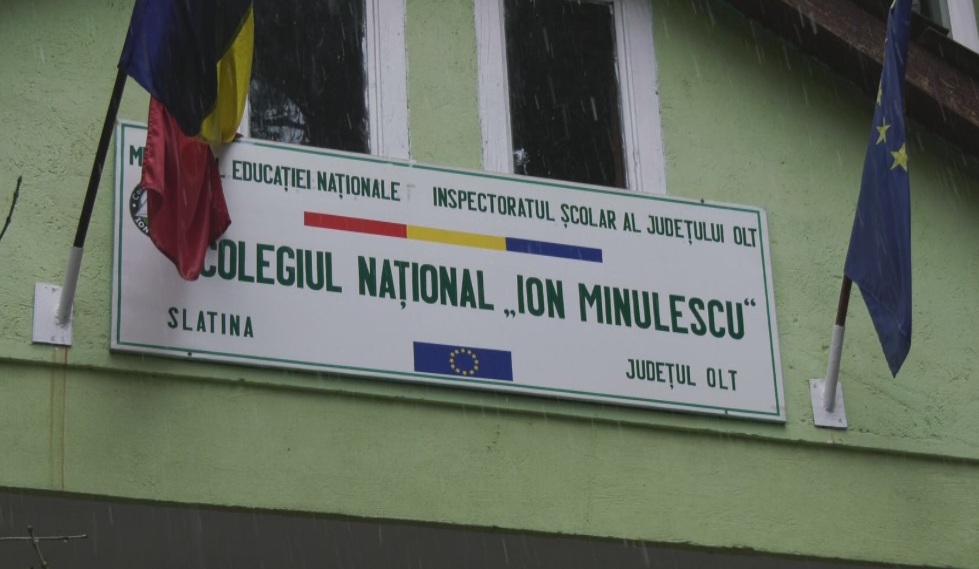 EDUCAȚIEI NAȚIONALE INSPECTORATUL ȘCOLAR AL JUDEȚULUI OLT
COLEGIUL NAȚIONAL „ION MINULESCU“
SLATINA
JUDEȚUL OLT